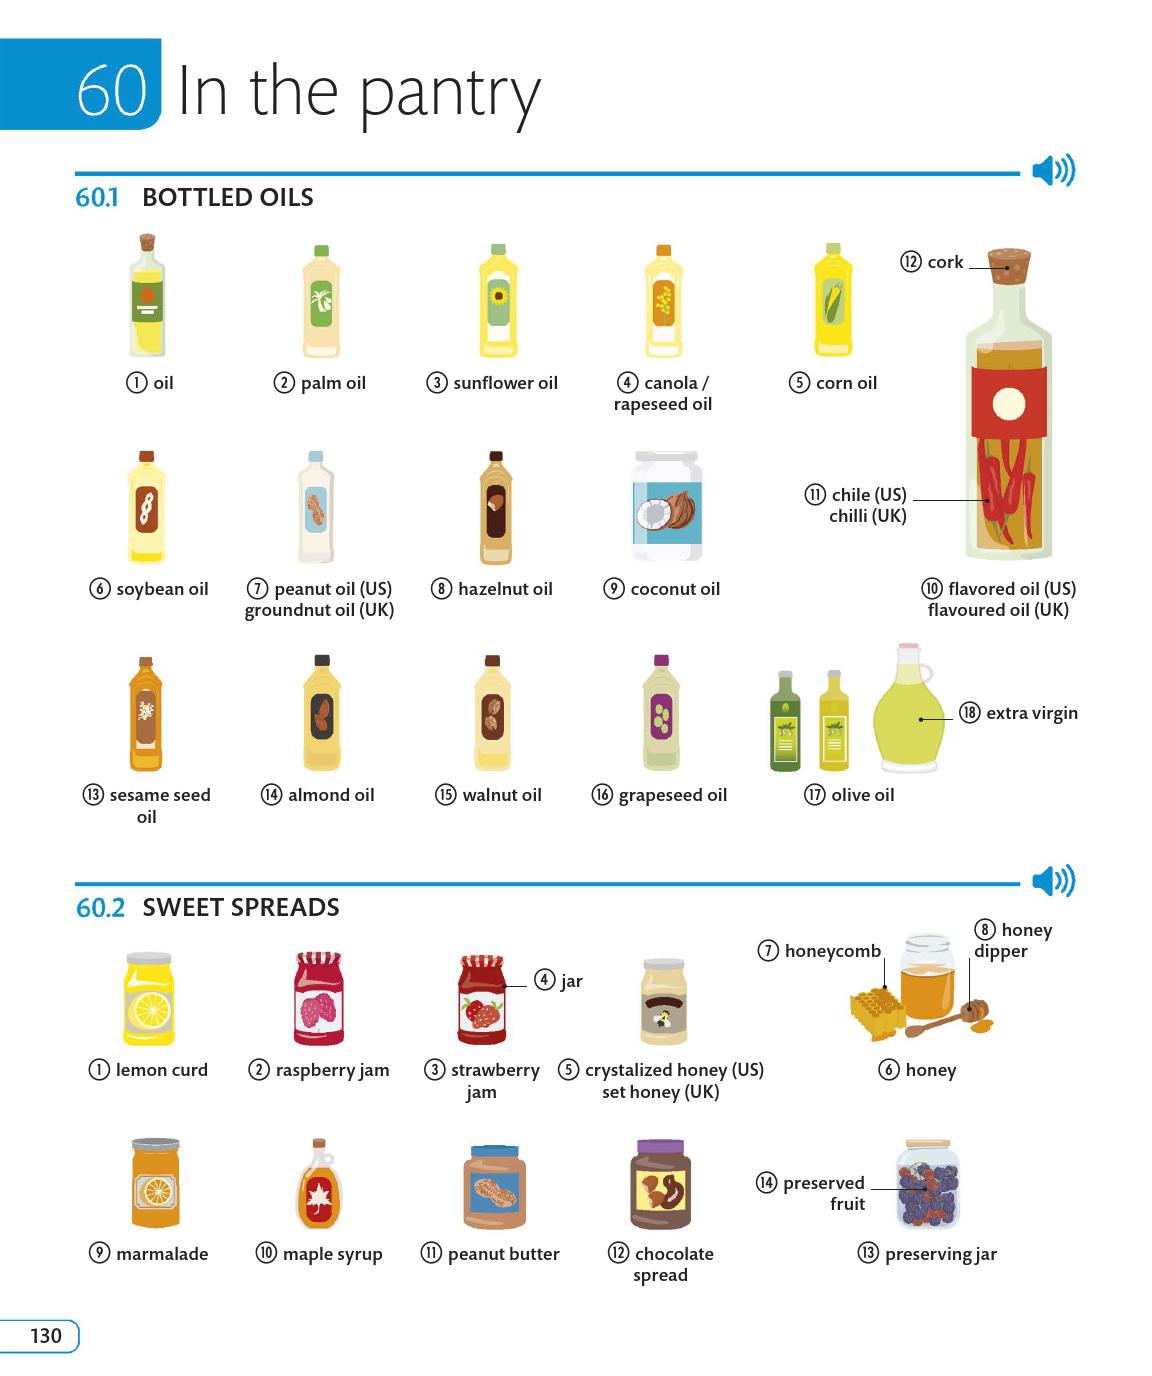 60 In the pantry
60.1 BOTTLED OILS
① oil
② palm oil
③ sunflower oil
④ canola /
rapeseed oil
⑤ corn oil
⑫ cork
⑪ chile (US)
chilli (UK)
⑥ soybean oil
⑦ peanut oil (US)
groundnut oil (UK)
⑧ hazelnut oil
⑨ coconut oil
⑩ flavored oil (US)
flavoured oil (UK)
⑬ sesame seed
oil
⑭ almond oil
⑮ walnut oil
⑯ grapeseed oil
⑰ olive oil
⑱ extra virgin
60.2 SWEET SPREADS
① lemon curd
② raspberry jam
③ strawberry
jam
④ jar
⑤ crystalized honey (US)
set honey (UK)
⑦ honeycomb
⑧ honey
dipper
⑥ honey
⑨ marmalade
⑩ maple syrup
⑪ peanut butter
⑫ chocolate
spread
⑭ preserved
fruit
⑬ preserving jar
130